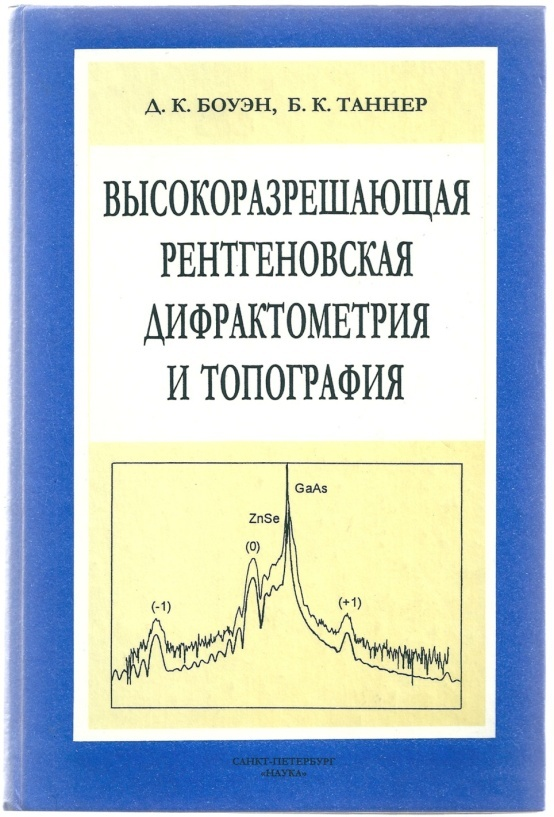 Д. К. БОУЭН, Б. К. ТАННЕР
ВЫСОКОРАЗРЕШАЮЩАЯ
РЕНТГЕНОВСКАЯ
ДИФРАКТОМЕТРИЯ
И ТОПОГРАФИЯ
GaAs
ZnSe
(0)
(-1)
(+1)
САНКТ-ПЕТЕРБУРГ
«НАУКА»